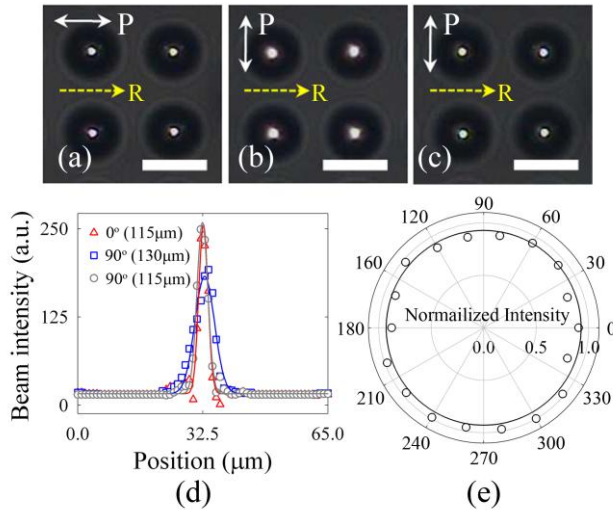 P P P
R R R
(a) (b) (c)
Beam intensity (a.u.)
250
125
0
0° (115μm)
90° (130μm)
90° (115μm)
0.0 32.5 65.0
Position (μm)
(d)
90
120 60
160 30
180 0
210 330
240 300
270
Normailized Intensity
0.0 0.5 1.0
(e)